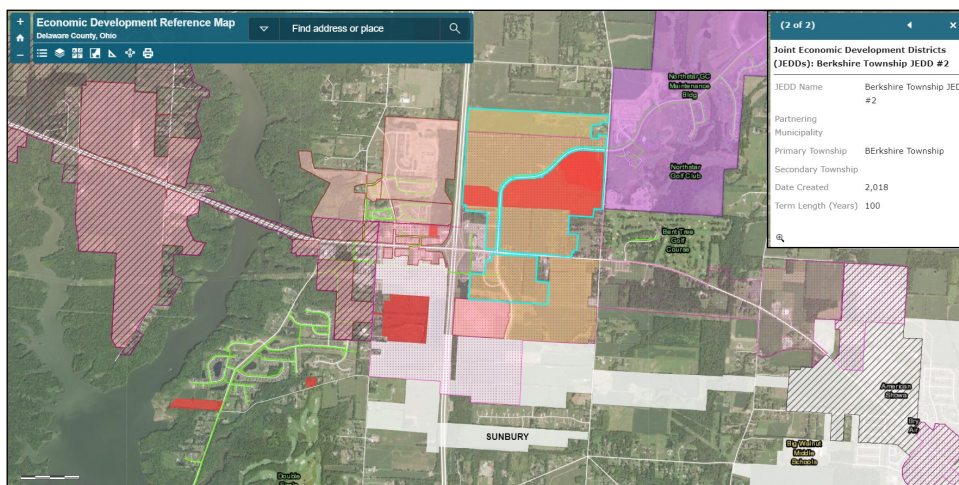 Economic Development Reference Map
Delaware County, Ohio
Find address or place
(2 of 2)
Joint Economic Development Districts
(JEDDs): Berkshire Township JEDD #2
JEDD Name Berkshire Township JED
#2
Partnering
Municipality
Primary Township BErkshire Township
Secondary Township
Date Created 2,018
Term Length (Years) 100
Northstar GC
Maintenance
Bldg
Northstar
Golf Club
Bent Tree
Golf
Course
American
Showa
Bry
Air
SUNBURY
Big Walnut
Middle
Schools
Double